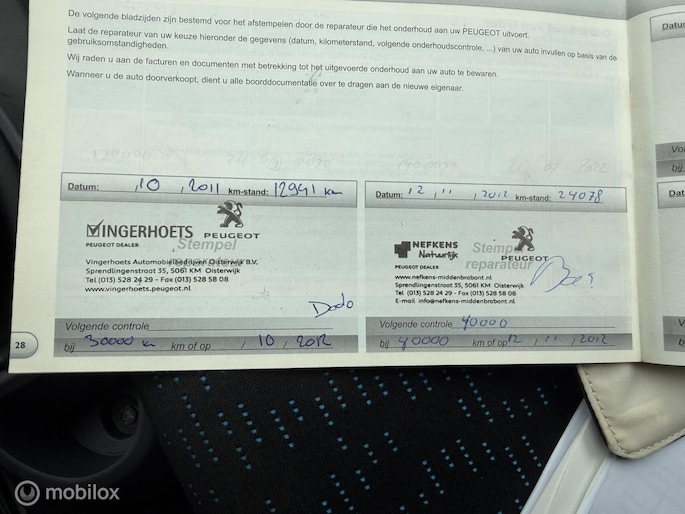 De volgende bladzijden zijn bestemd voor het afstempelen door de reparateur die het onderhoud aan uw PEUGEOT uitvoert.
Laat de reparateur van uw keuze hieronder de gegevens (datum, kilometerstand, volgende onderhoudscontrole, ...) van uw auto invullen op basis van de
gebruiksomstandigheden.
Wij raden u aan de facturen en documenten met betrekking tot het uitgevoerde onderhoud aan uw auto te bewaren.
Wanneer u de auto doorverkoopt, dient u alle boorddocumentatie over te dragen aan de nieuwe eigenaar.
Datum: , 10 , 2011 km-stand: 12941 km
VINGERHOETS PEUGEOT
PEUGEOT DEALER
Stempel
Vingerhoets Automobielbedrijven Oisterwijk B.V.
Sprendlingenstraat 35, 5061 KM Oisterwijk
Tel (013) 528 24 29 - Fax (013) 528 58 08
www.vingerhoets.peugeot.nl
Dodo
Volgende controle
bij 30000 km km of op / 10 / 2012
28
Datum: 12 , 11 , 2012 km-stand: 24078
NEFKENS
Natuurlijk
PEUGEOT
PEUGEOT DEALER
Stempel
reparateur
www.nefkens-middenbrabant.nl
Sprendlingenstraat 35, 5061 KM Oisterwijk
Tel (013) 528 24 29 - Fax (013) 528 58 08
E-mail info@nefkens-middenbrabant.nl
Volgende controle 40000
bij 40000 km of op 12 , 11 , 2012
Datu
Vol
bij
Dat
V
b
mobilox